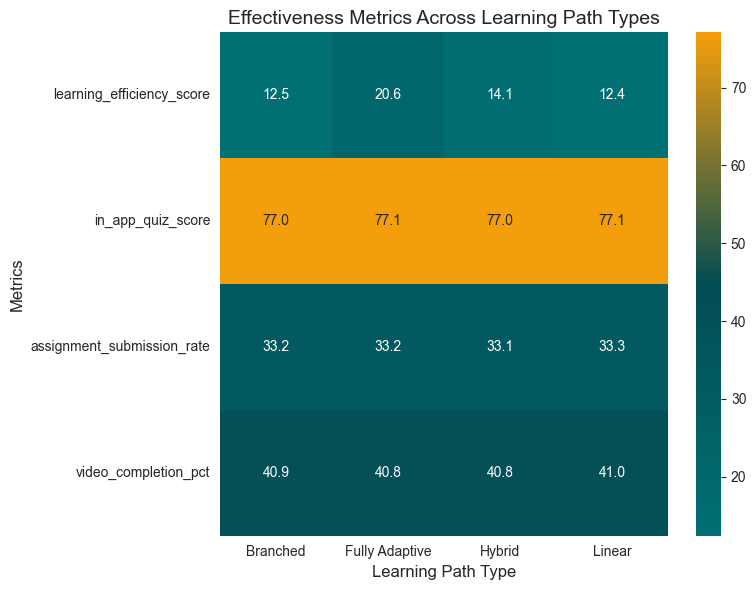 Effectiveness Metrics Across Learning Path Types
learning_efficiency_score 12.5 20.6 14.1 12.4
in_app_quiz_score 77.0 77.1 77.0 77.1
assignment_submission_rate 33.2 33.2 33.1 33.3
video_completion_pct 40.9 40.8 40.8 41.0
Metrics
Branched Fully Adaptive Hybrid Linear
Learning Path Type
70
60
50
40
30
20